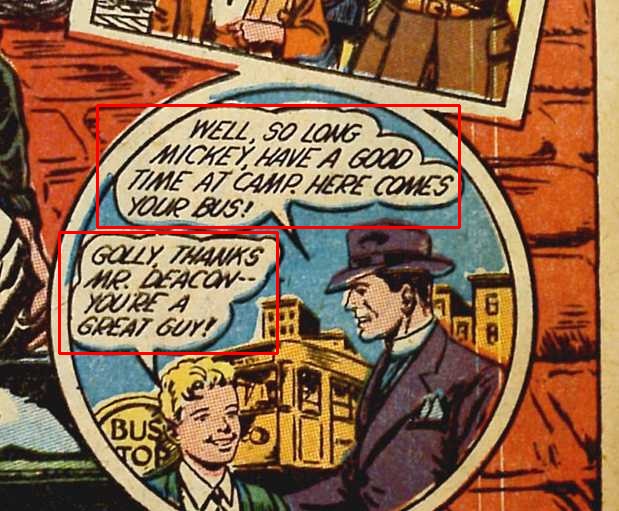 WELL, SO LONG
MICKEY, HAVE A GOOD
TIME AT CAMP. HERE COMES
YOUR BUS!
GOLLY, THANKS
MR. DEACON--
YOU'RE A
GREAT GUY!
BUS
TOP